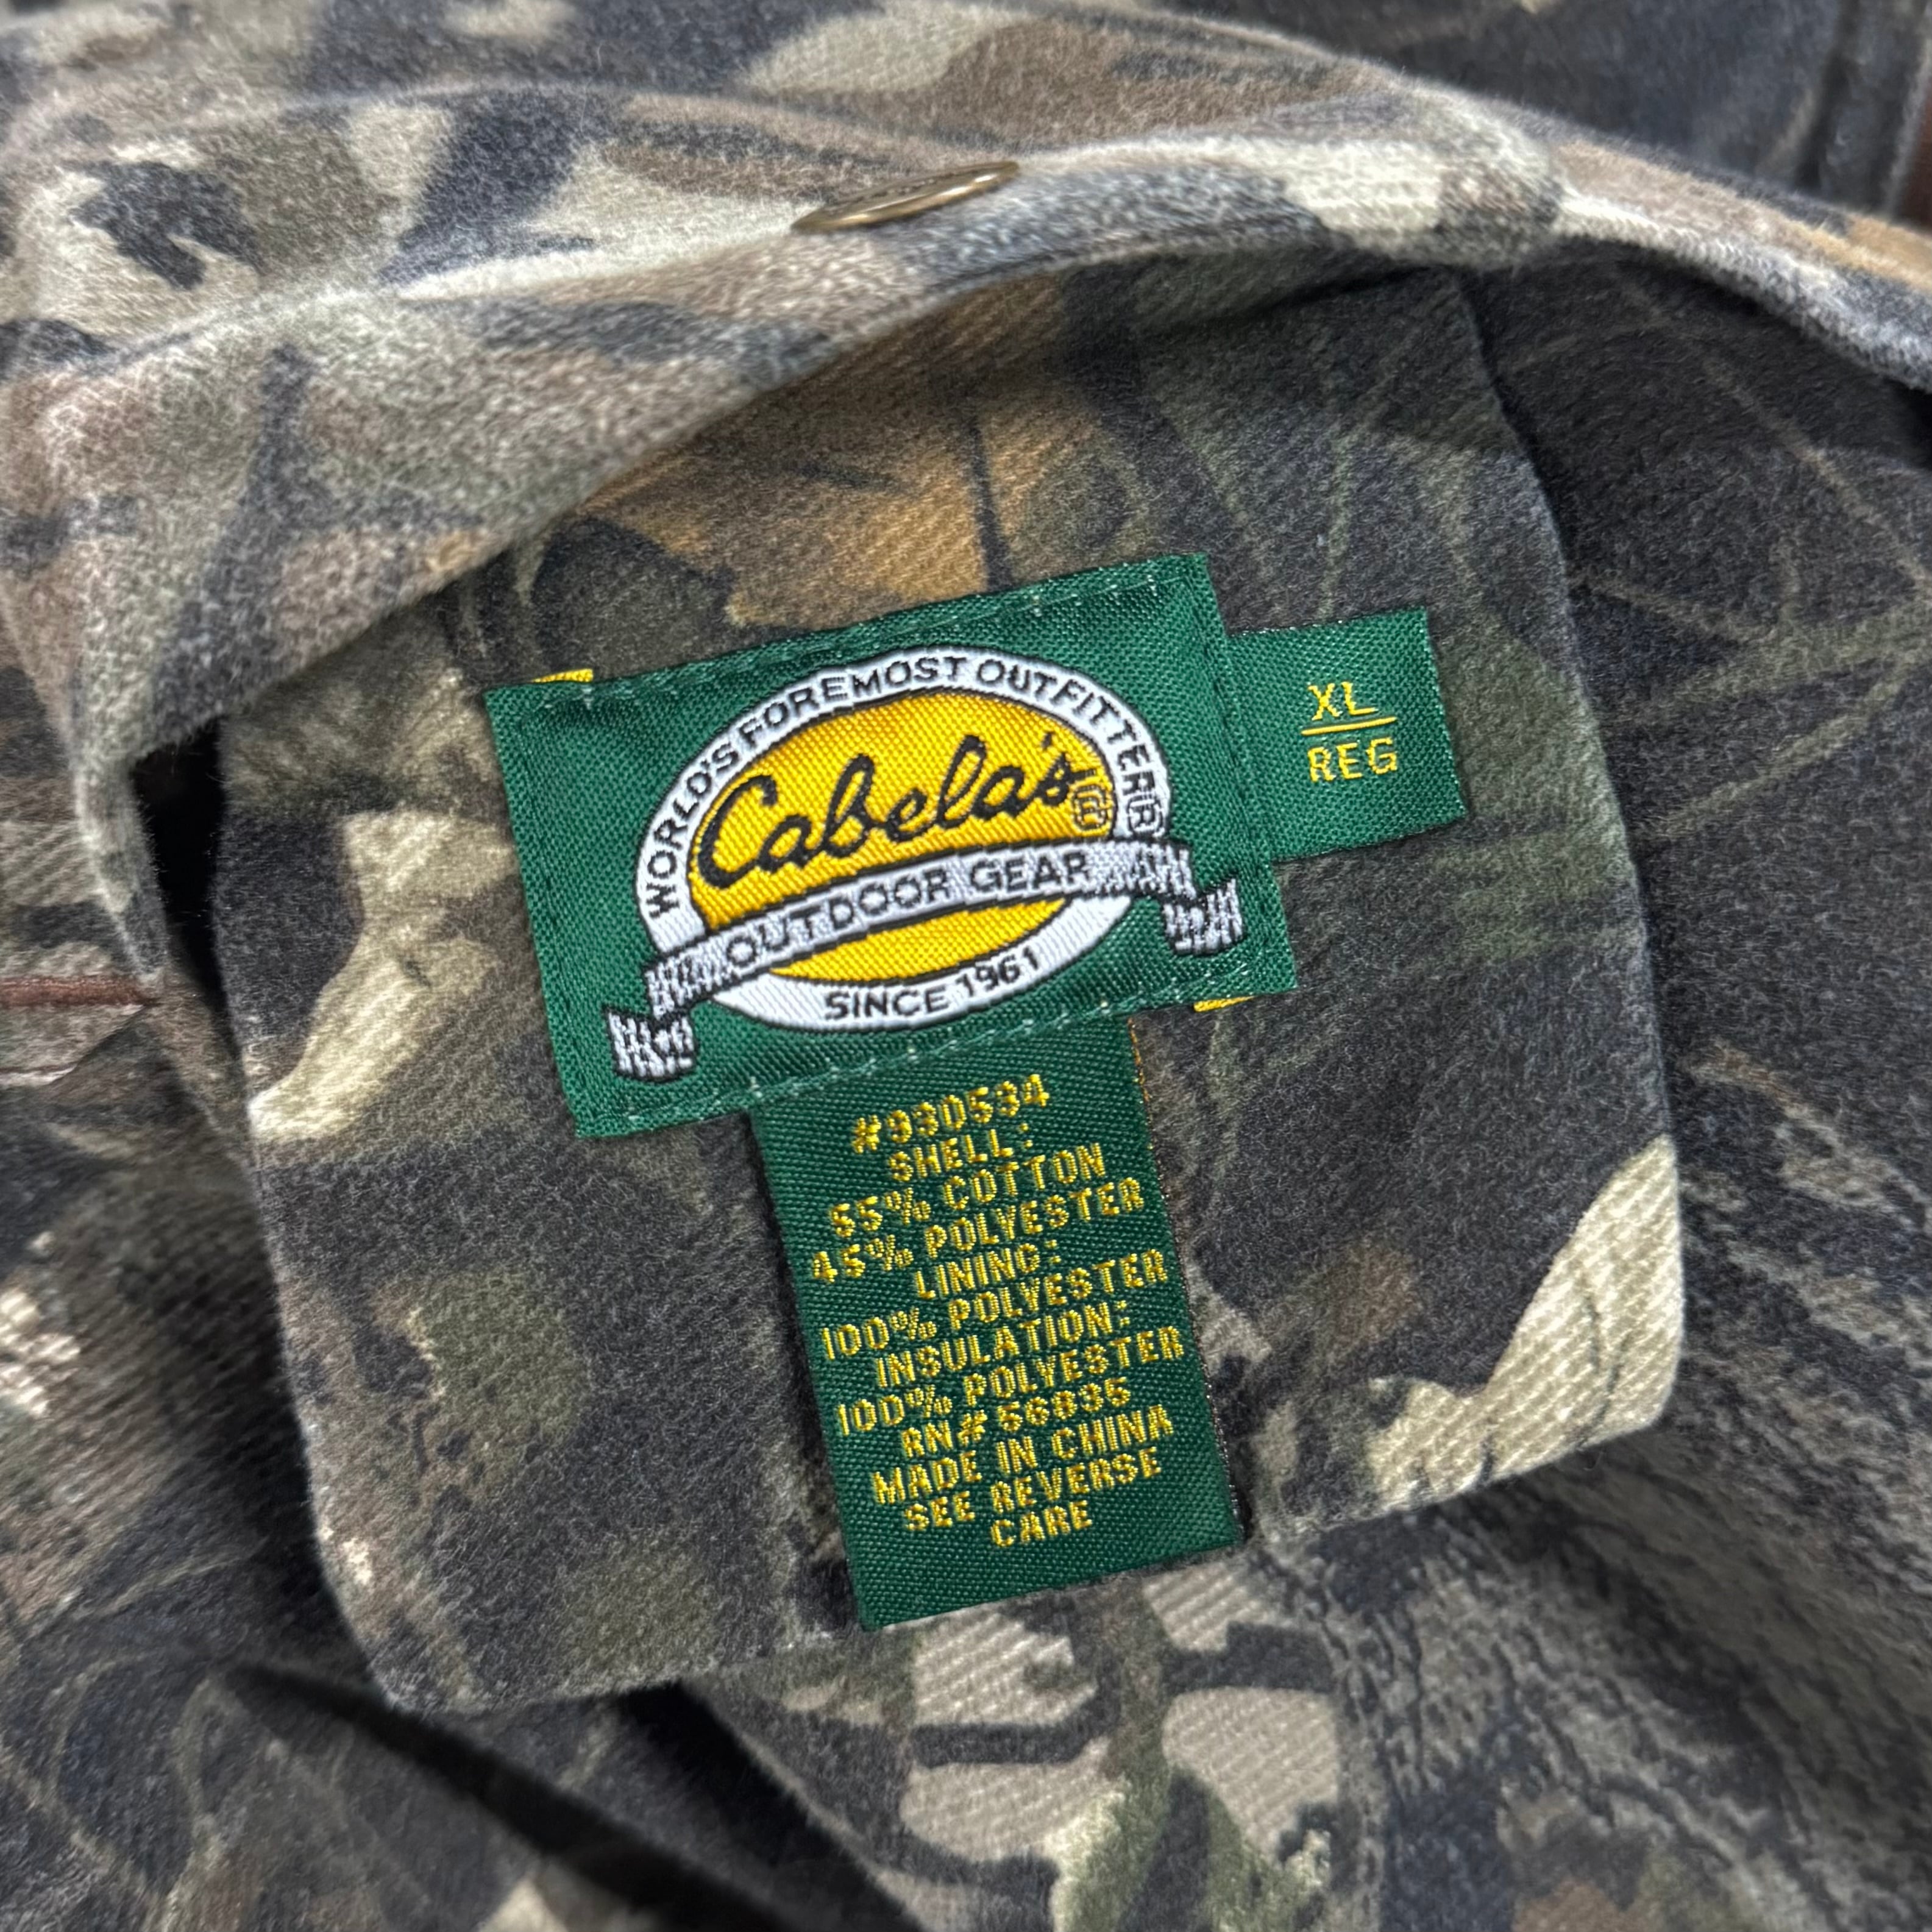 WORLD'S FOREMOST OUTFITTER®
Cabela's®
OUTDOOR GEAR
SINCE 1961
XL
REG
#930534
SHELL:
55% COTTON
45% POLYESTER
LINING:
100% POLYESTER
INSULATION:
100% POLYESTER
RN# 56835
MADE IN CHINA
SEE REVERSE
CARE